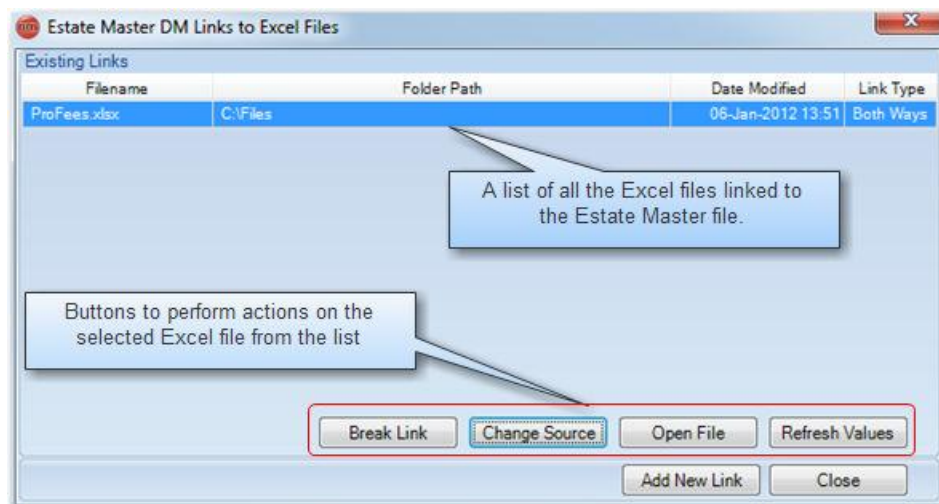 Estate Master DM Links to Excel Files
Existing Links
Filename Folder Path Date Modified Link Type
ProFees.xlsx C:\Files 06-Jan-2012 13:51 Both Ways
A list of all the Excel files linked to
the Estate Master file.
Buttons to perform actions on the
selected Excel file from the list
Break Link Change Source Open File Refresh Values
Add New Link Close